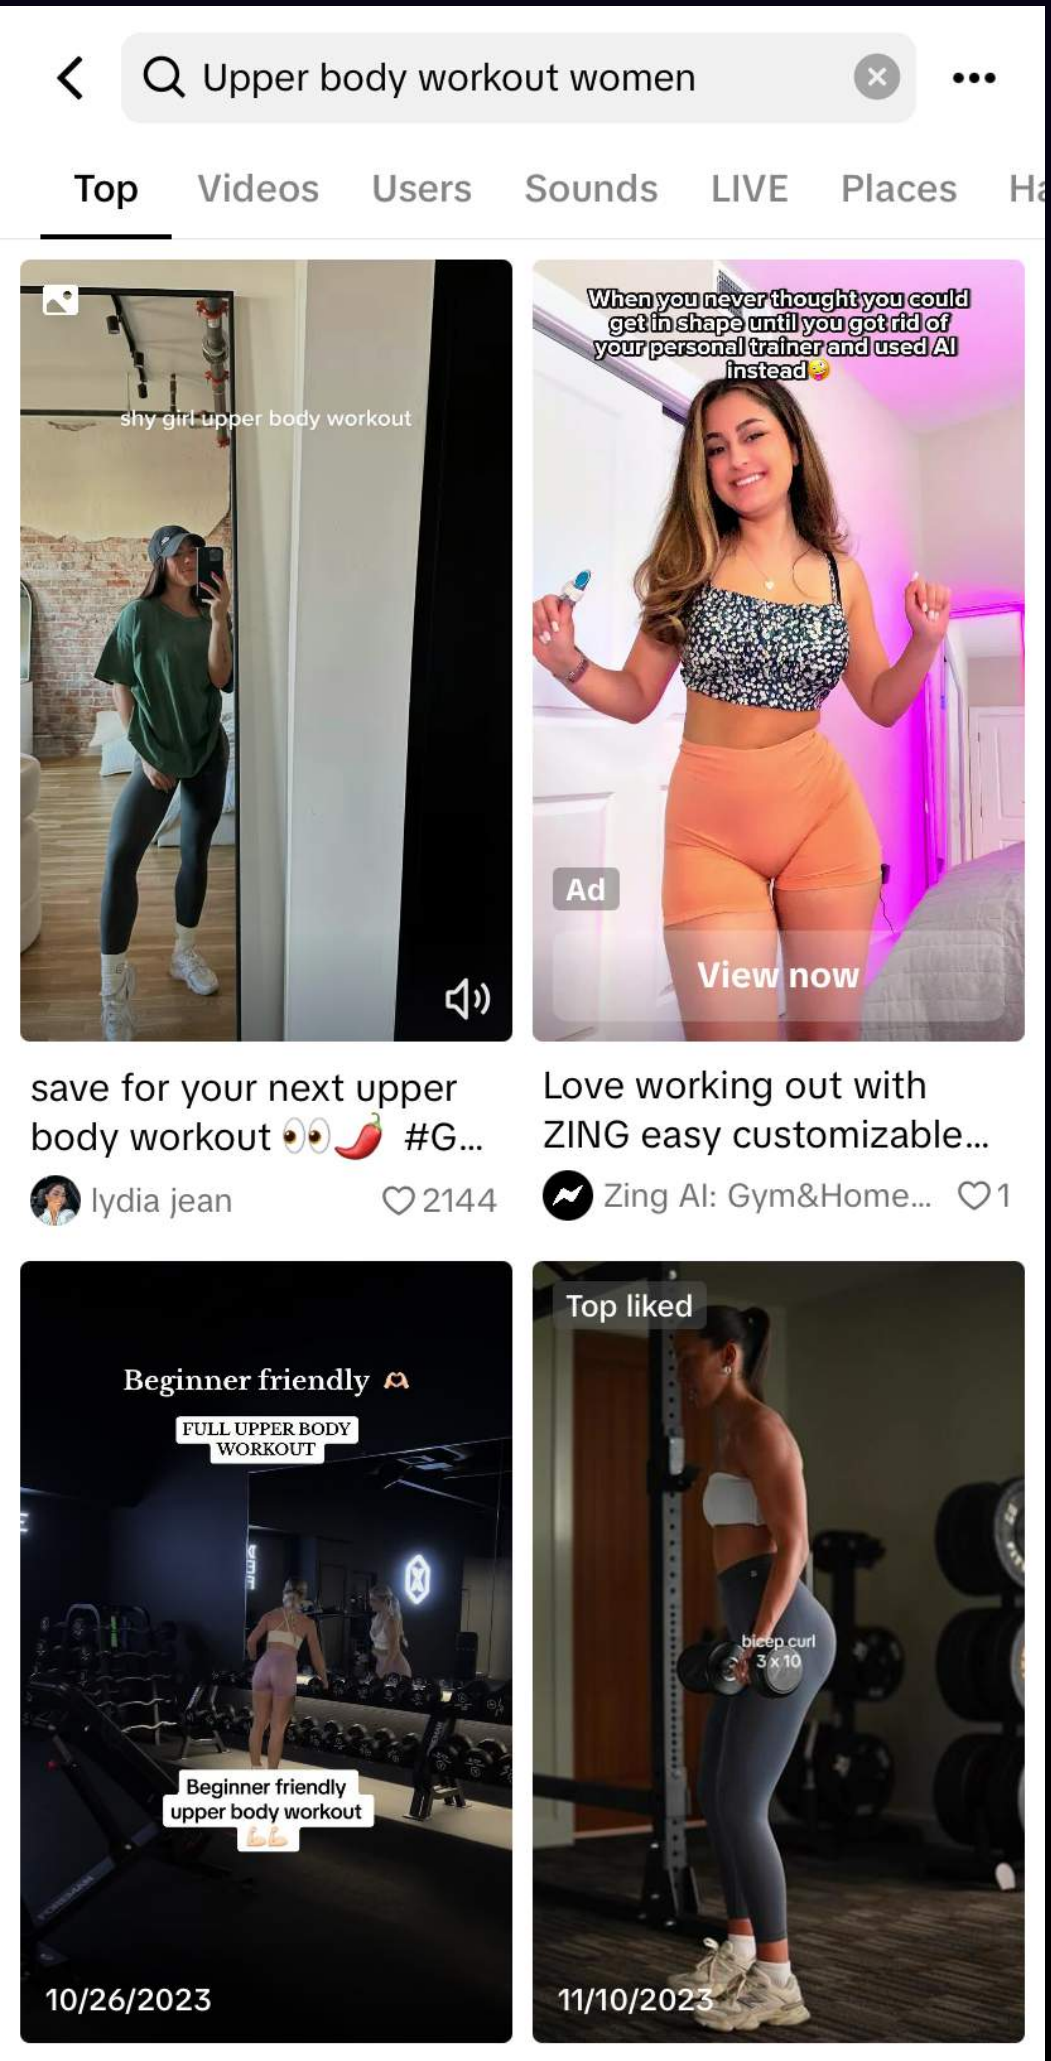 Upper body workout women
Top Videos Users Sounds LIVE Places Ha
shy girl upper body workout
save for your next upper
body workout 👀🌶️ #G...
lydia jean 2144
When you never thought you could
get in shape until you got rid of
your personal trainer and used AI
instead🤪
Ad
View now
Love working out with
ZING easy customizable...
Zing AI: Gym&Home... 1
Beginner friendly 🫶🏼
FULL UPPER BODY
WORKOUT
Beginner friendly
upper body workout
💪🏻💪🏻
10/26/2023
Top liked
bicep curl
3 x 10
11/10/2023